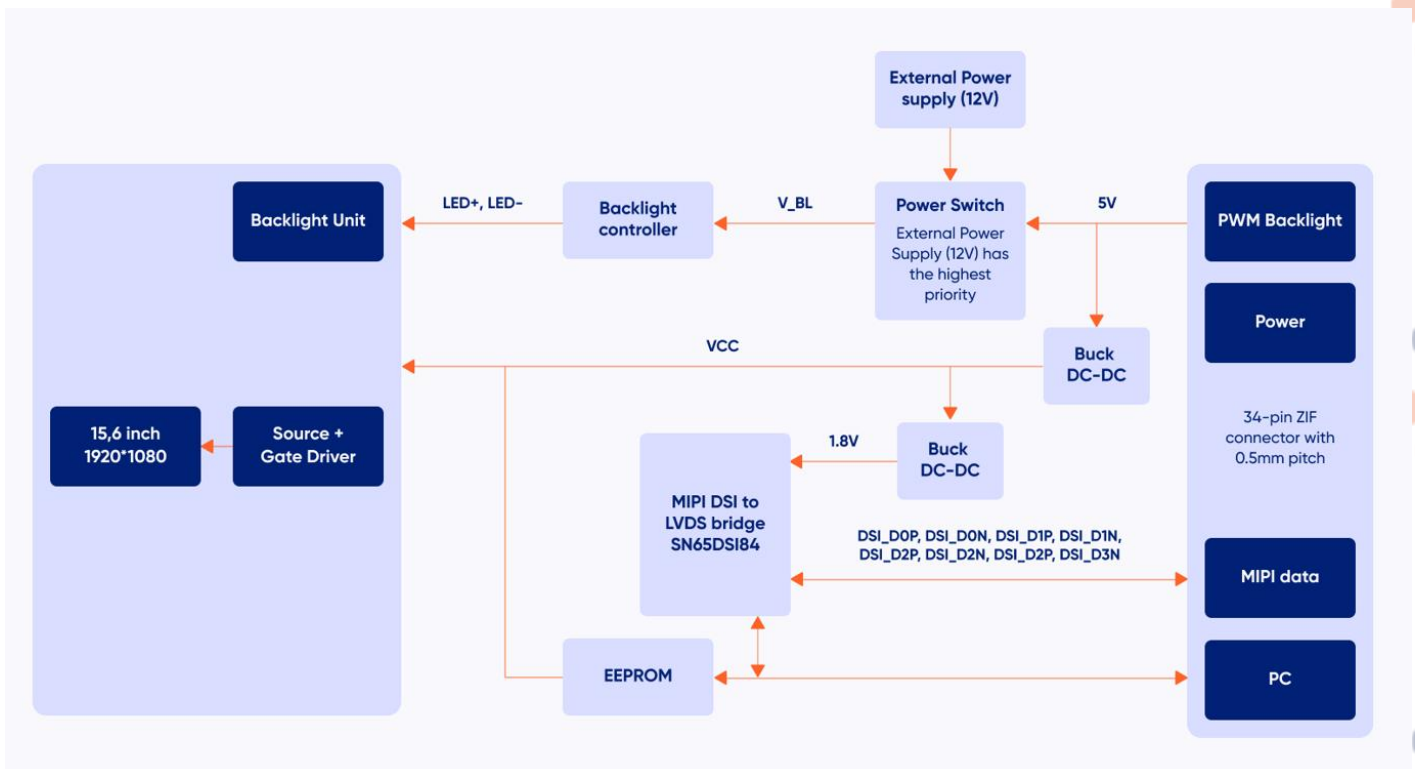 External Power
supply (12V)
Backlight Unit
LED+, LED-
Backlight
controller
V_BL
Power Switch
External Power
Supply (12V) has
the highest
priority
5V
PWM Backlight
Power
VCC
Buck
DC-DC
15,6 inch
1920*1080
Source +
Gate Driver
34-pin ZIF
connector with
0.5mm pitch
1.8V
Buck
DC-DC
MIPI DSI to
LVDS bridge
SN65DSI84
DSI_D0P, DSI_D0N, DSI_D1P, DSI_D1N,
DSI_D2P, DSI_D2N, DSI_D2P, DSI_D3N
MIPI data
EEPROM
PC